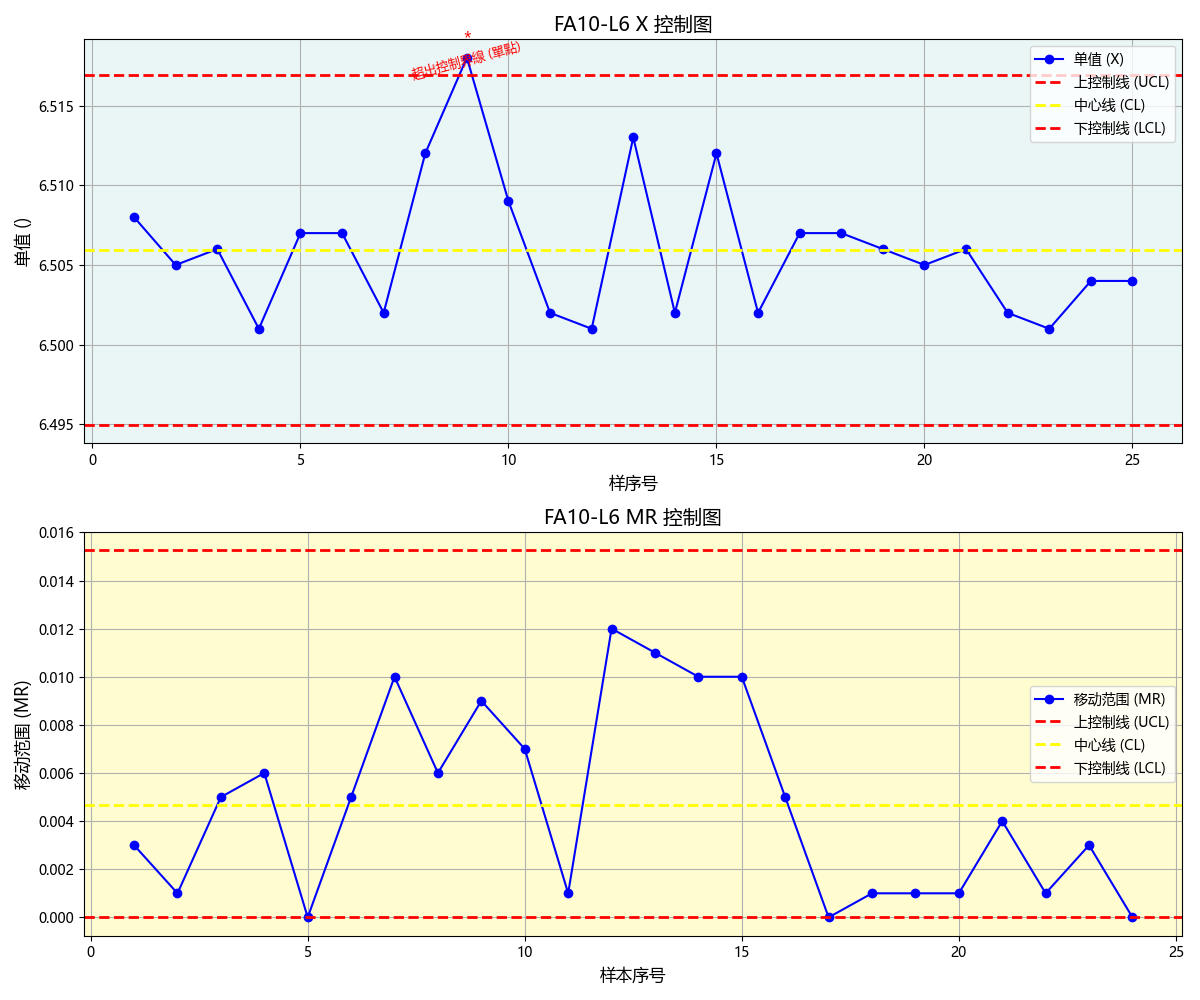 FA10-L6 X 控制图
*
超出控制界線 (單點)
单值 (X)
上控制线 (UCL)
中心线 (CL)
下控制线 (LCL)
单值 ()
6.515
6.510
6.505
6.500
6.495
0 5 10 15 20 25
样序号
FA10-L6 MR 控制图
移动范围 (MR)
0.016
0.014
0.012
0.010
0.008
0.006
0.004
0.002
0.000
移动范围 (MR)
上控制线 (UCL)
中心线 (CL)
下控制线 (LCL)
0 5 10 15 20 25
样本序号